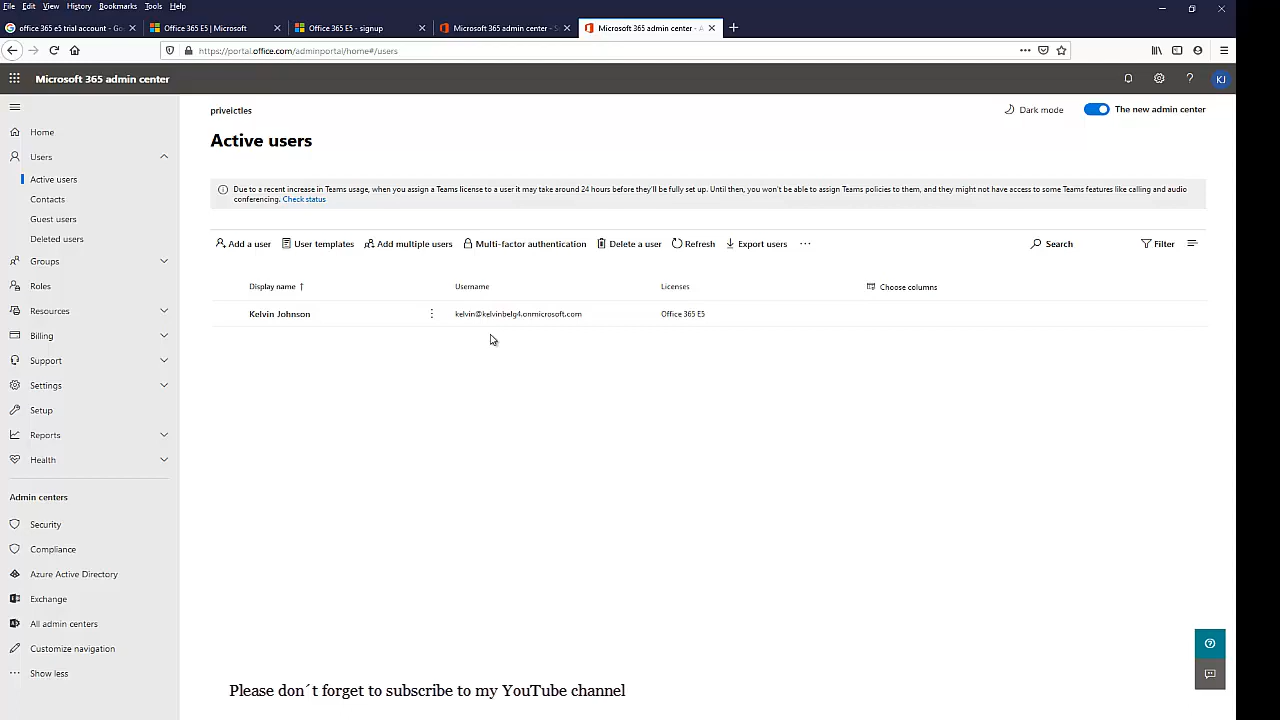 File Edit View History Bookmarks Tools Help
office 365 e5 trial account - Go
Office 365 E5 | Microsoft
Office 365 E5 - signup
Microsoft 365 admin center - S
Microsoft 365 admin center - A
https://portal.office.com/adminportal/home#/users
Microsoft 365 admin center
KJ
priveictles
Dark mode
The new admin center
Home
Users
Active users
Contacts
Guest users
Deleted users
Groups
Roles
Resources
Billing
Support
Settings
Setup
Reports
Health
Admin centers
Security
Compliance
Azure Active Directory
Exchange
All admin centers
Customize navigation
Show less
Active users
Due to a recent increase in Teams usage, when you assign a Teams license to a user it may take around 24 hours before they'll be fully set up. Until then, you won't be able to assign Teams policies to them, and they might not have access to some Teams features like calling and audio
conferencing. Check status
Add a user User templates Add multiple users Multi-factor authentication Delete a user Refresh Export users Search Filter
Display name Username Licenses Choose columns
Kelvin Johnson kelvin@kelvinbelg4.onmicrosoft.com Office 365 E5
Please don´t forget to subscribe to my YouTube channel